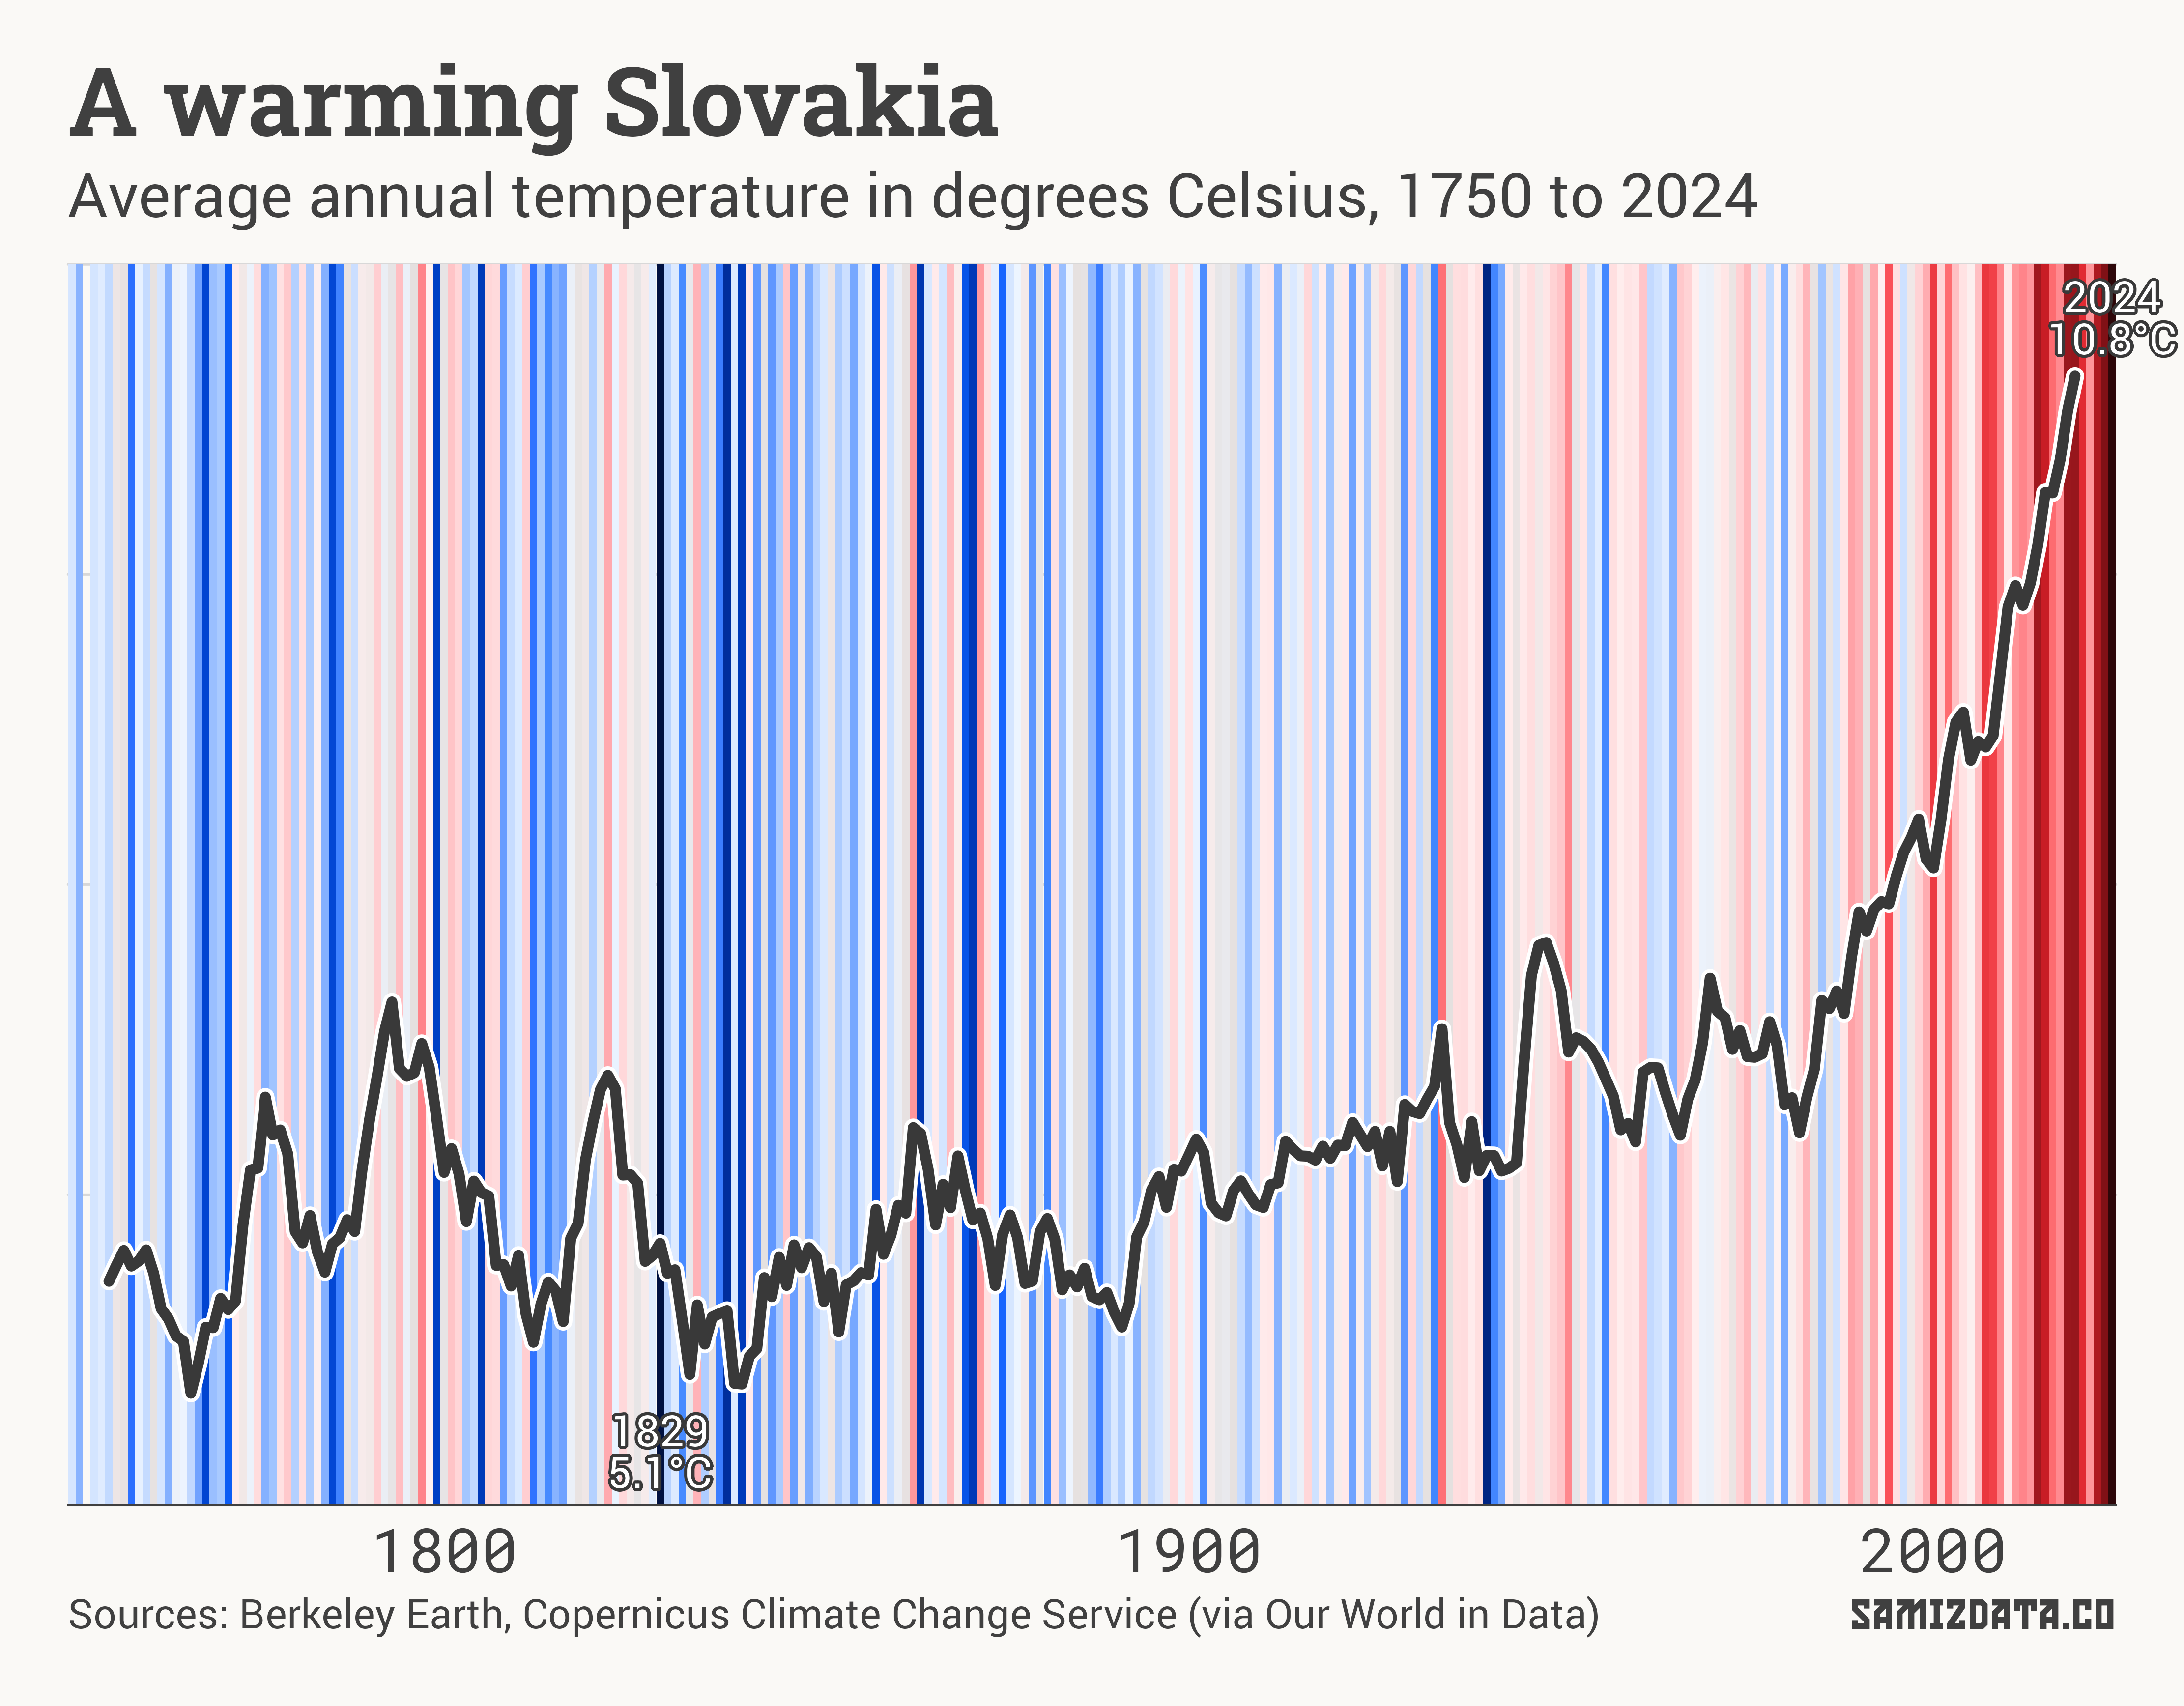 A warming Slovakia
Average annual temperature in degrees Celsius, 1750 to 2024
2024
10.8°C
1829
5.1°C
1800
1900
2000
Sources: Berkeley Earth, Copernicus Climate Change Service (via Our World in Data)
SAMIZDATA.CO